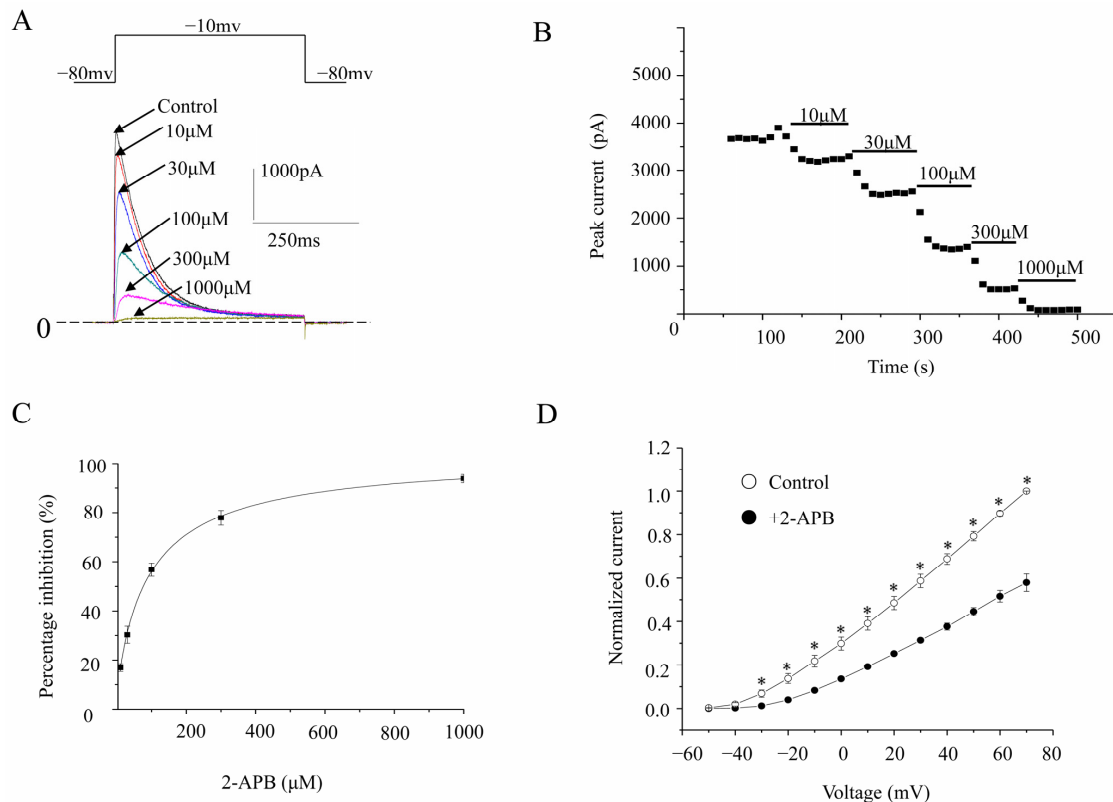 A
−10mv
−80mv
−80mv
Control
10μM
30μM
100μM
300μM
1000μM
1000pA
250ms
0
B
Peak current (pA)
5000
4000
3000
2000
1000
0
100
200
300
400
500
Time (s)
10μM
30μM
100μM
300μM
1000μM
C
Percentage inhibition (%)
100
80
60
40
20
0
200
400
600
800
1000
2-APB (μM)
D
Normalized current
1.2
1.0
0.8
0.6
0.4
0.2
0.0
−60
−40
−20
0
20
40
60
80
Voltage (mV)
Control
+2-APB
* * * * * * * * * * *